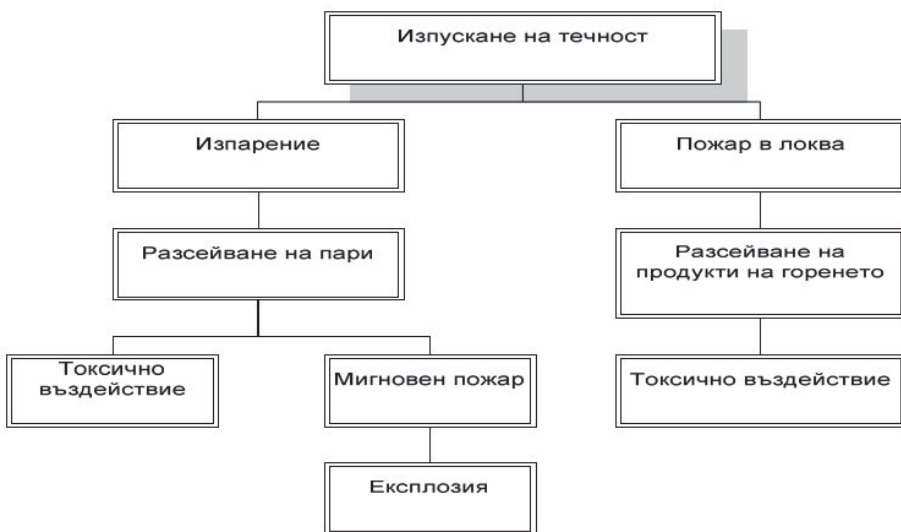 Изпускане на течност
Изпарение
Пожар в локва
Разсейване на пари
Разсейване на
продукти на горенето
Токсично
въздействие
Мигновен пожар
Токсично въздействие
Експлозия